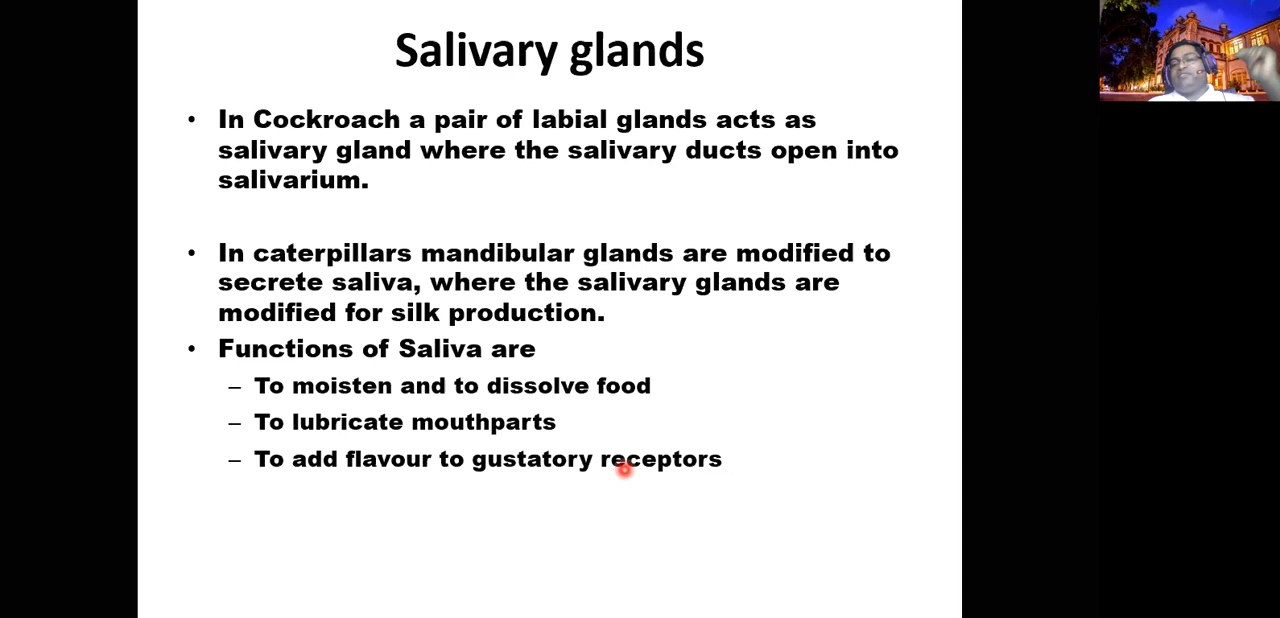 Salivary glands
• In Cockroach a pair of labial glands acts as
salivary gland where the salivary ducts open into
salivarium.
• In caterpillars mandibular glands are modified to
secrete saliva, where the salivary glands are
modified for silk production.
• Functions of Saliva are
– To moisten and to dissolve food
– To lubricate mouthparts
– To add flavour to gustatory receptors